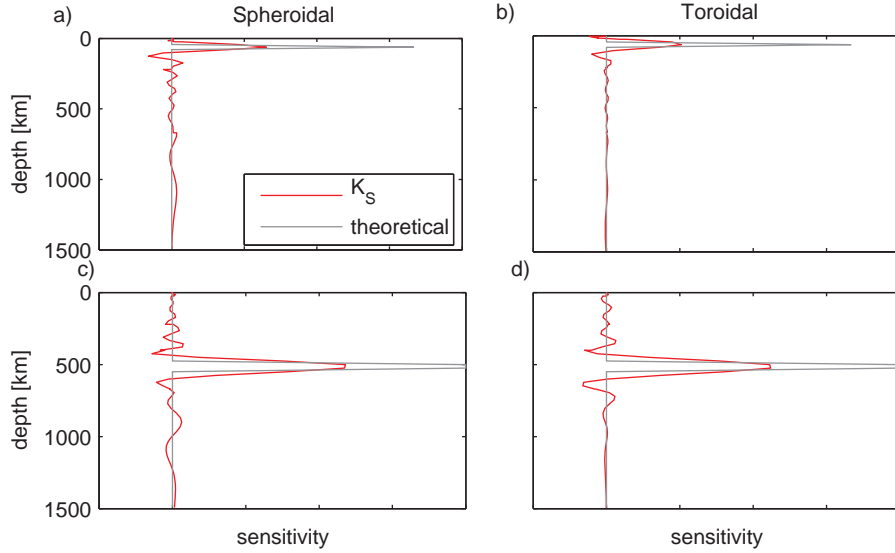 a)
Spheroidal
b)
Toroidal
0
500
1000
1500
depth [km]
K_S
theoretical
c)
d)
0
500
1000
1500
depth [km]
sensitivity
sensitivity